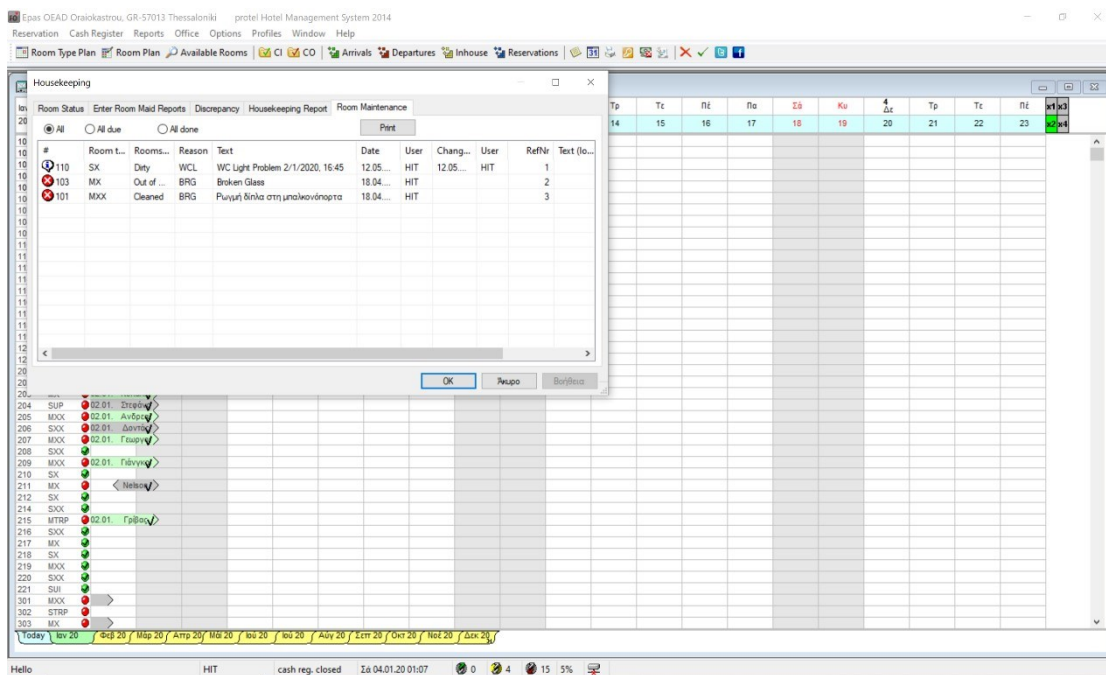 Epas OEAD Oraiokastrou, GR-57013 Thessaloniki protel Hotel Management System 2014
Reservation Cash Register Reports Office Options Profiles Window Help
Room Type Plan Room Plan Available Rooms CI CO Arrivals Departures Inhouse Reservations
Housekeeping
Room Status Enter Room Maid Reports Discrepancy Housekeeping Report Room Maintenance
All All due All done Print
Τρ Τε Πέ Πα Σά Κυ 4 Δε Τρ Τε Πέ x1 x3
14 15 16 17 18 19 20 21 22 23 x2 x4
# Room t... Rooms... Reason Text Date User Chang... User RefNr Text (lo...
110 SX Dirty WCL WC Light Problem 2/1/2020, 16:45 12.05.... HIT 12.05.... HIT 1
103 MX Out of ... BRG Broken Glass 18.04.... HIT 2
101 MXX Cleaned BRG Ρωγμή δίπλα στη μπαλκονόπορτα 18.04.... HIT 3
OK Άκυρο Βοήθεια
204 SUP 02.01. Στεφάν
205 MXX 02.01. Ανδρεα
206 SXX 02.01. Δοντά
207 MXX 02.01. Γεωργι
208 SXX
209 MXX 02.01. Γιάνγκο
210 SX
211 MX Nelson
212 SX
214 SXX
215 MTRP 02.01. Γρίβας
216 SXX
217 MX
218 SX
219 MXX
220 SXX
221 SUI
301 MXX
302 STRP
303 MX
Today Ιαν 20 Φεβ 20 Μάρ 20 Απρ 20 Μάϊ 20 Ιού 20 Ιού 20 Αύγ 20 Σεπ 20 Οκτ 20 Νοέ 20 Δεκ 20
Hello HIT cash reg. closed Σά 04.01.20 01:07 0 4 15 5%